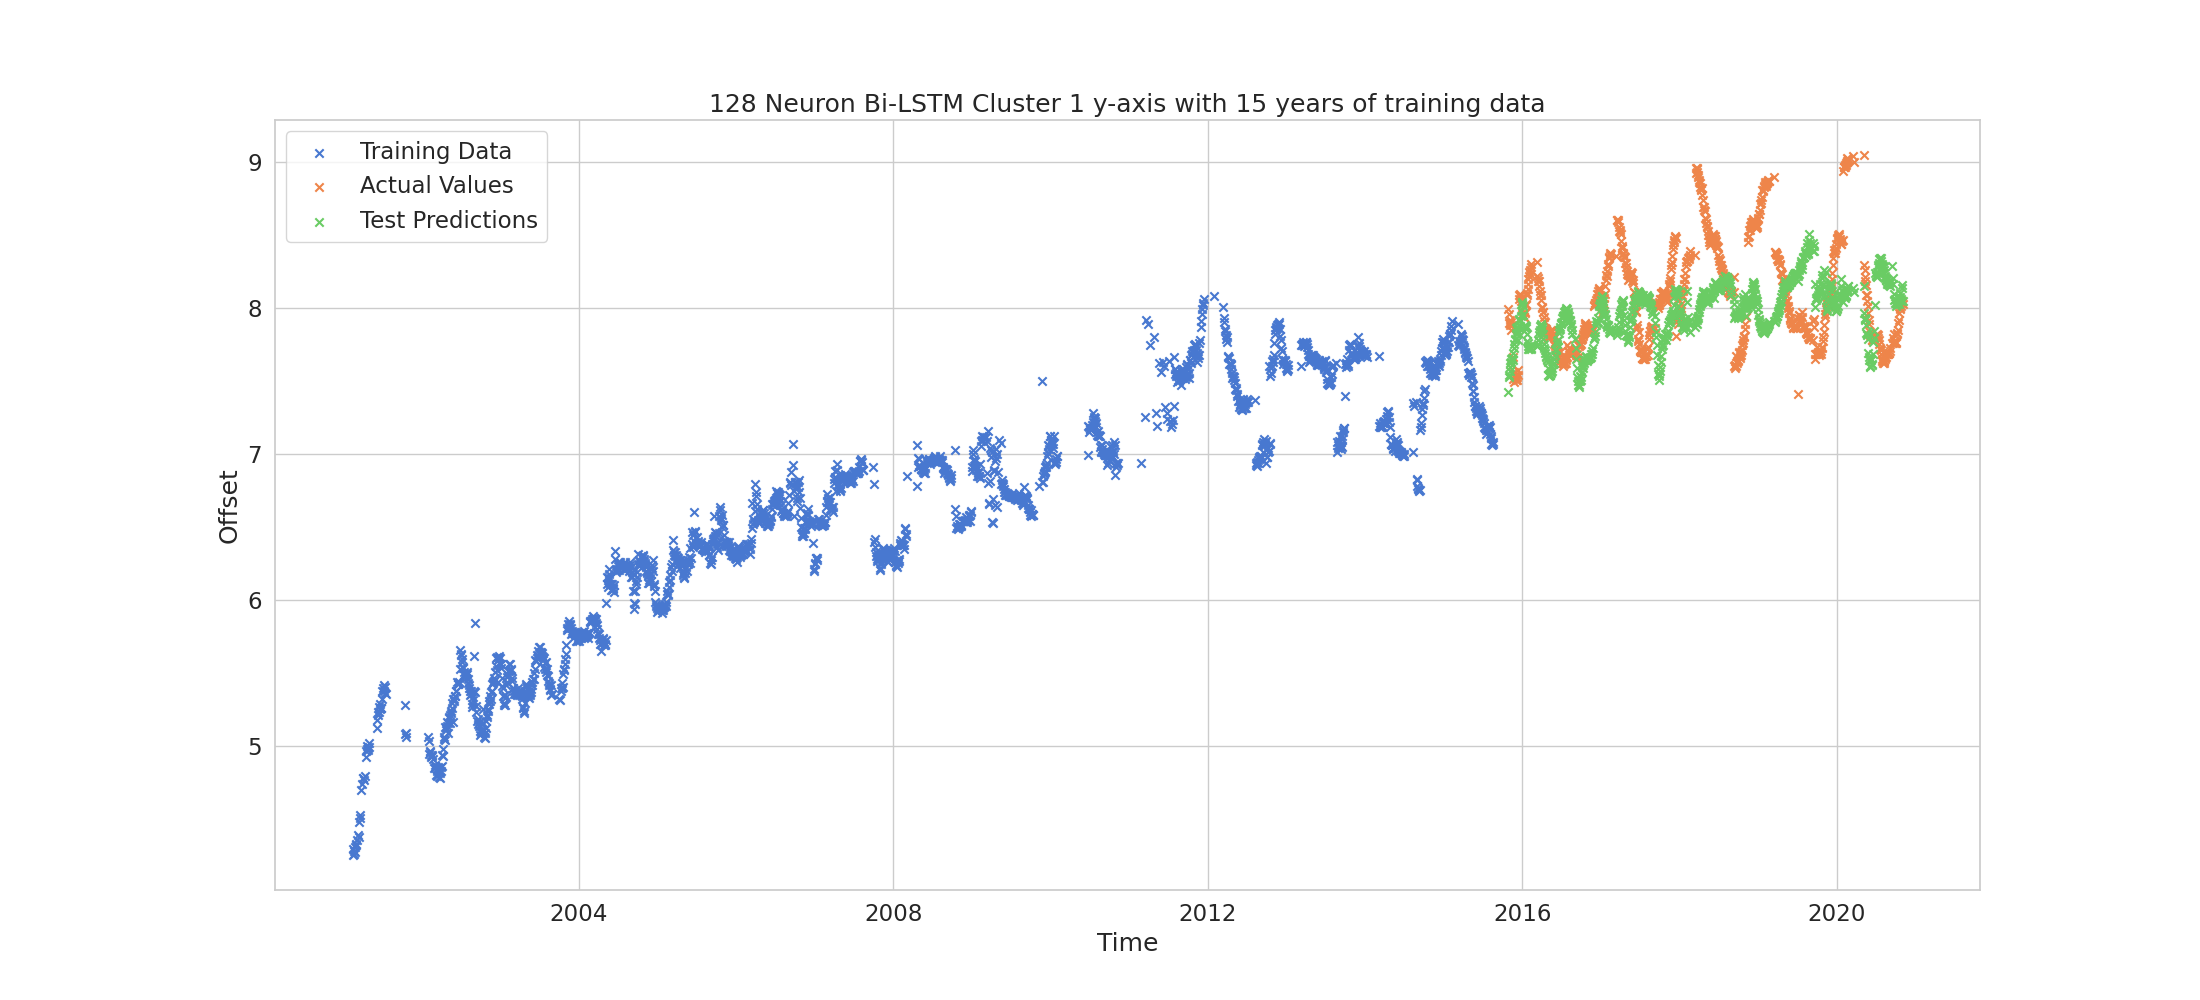 128 Neuron Bi-LSTM Cluster 1 y-axis with 15 years of training data
Training Data
Actual Values
Test Predictions
9
8
7
6
5
Offset
2004 2008 2012 2016 2020
Time